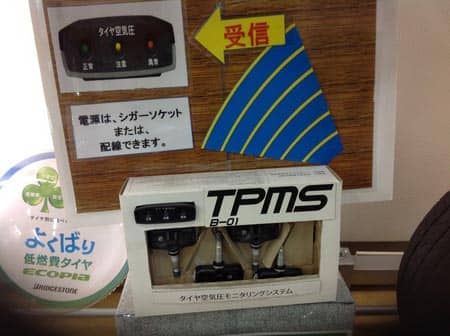 タイヤ空気圧
正常 注意 異常
受信
電源は、シガーソケット
または、
配線できます。
TPMS
B-01
タイヤ空気圧モニタリングシステム
よくばり
低燃費タイヤ
ECOPIA
BRIDGESTONE